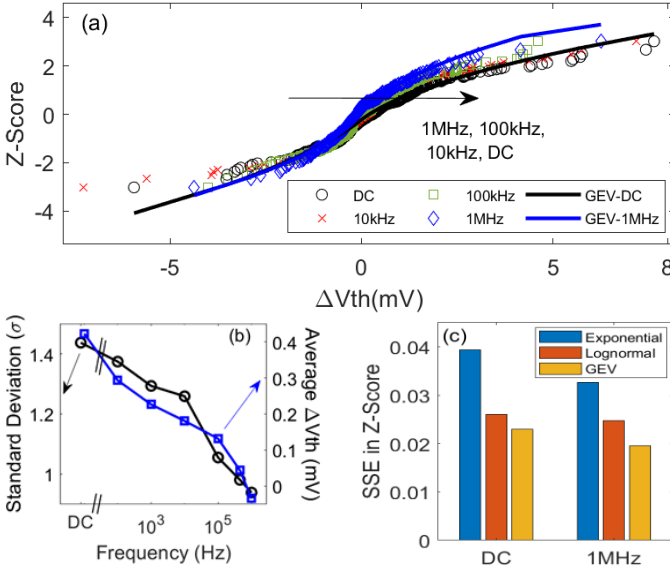 (a)
Z-Score
4
2
0
-2
-4
1MHz, 100kHz,
10kHz, DC
DC
100kHz
GEV-DC
10kHz
1MHz
GEV-1MHz
-5
0
5
8
ΔVth(mV)
(b)
Standard Deviation (σ)
1.4
1.2
1
Average ΔVth (mV)
0.4
0.3
0.2
0.1
0
DC
10³
10⁵
Frequency (Hz)
(c)
SSE in Z-Score
0.04
0.03
0.02
0.01
0
Exponential
Lognormal
GEV
DC
1MHz